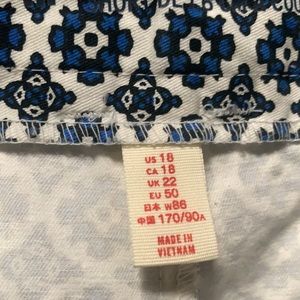 US 18
CA 18
UK 22
EU 50
日本 W86
中国 170/90A
MADE IN
VIETNAM